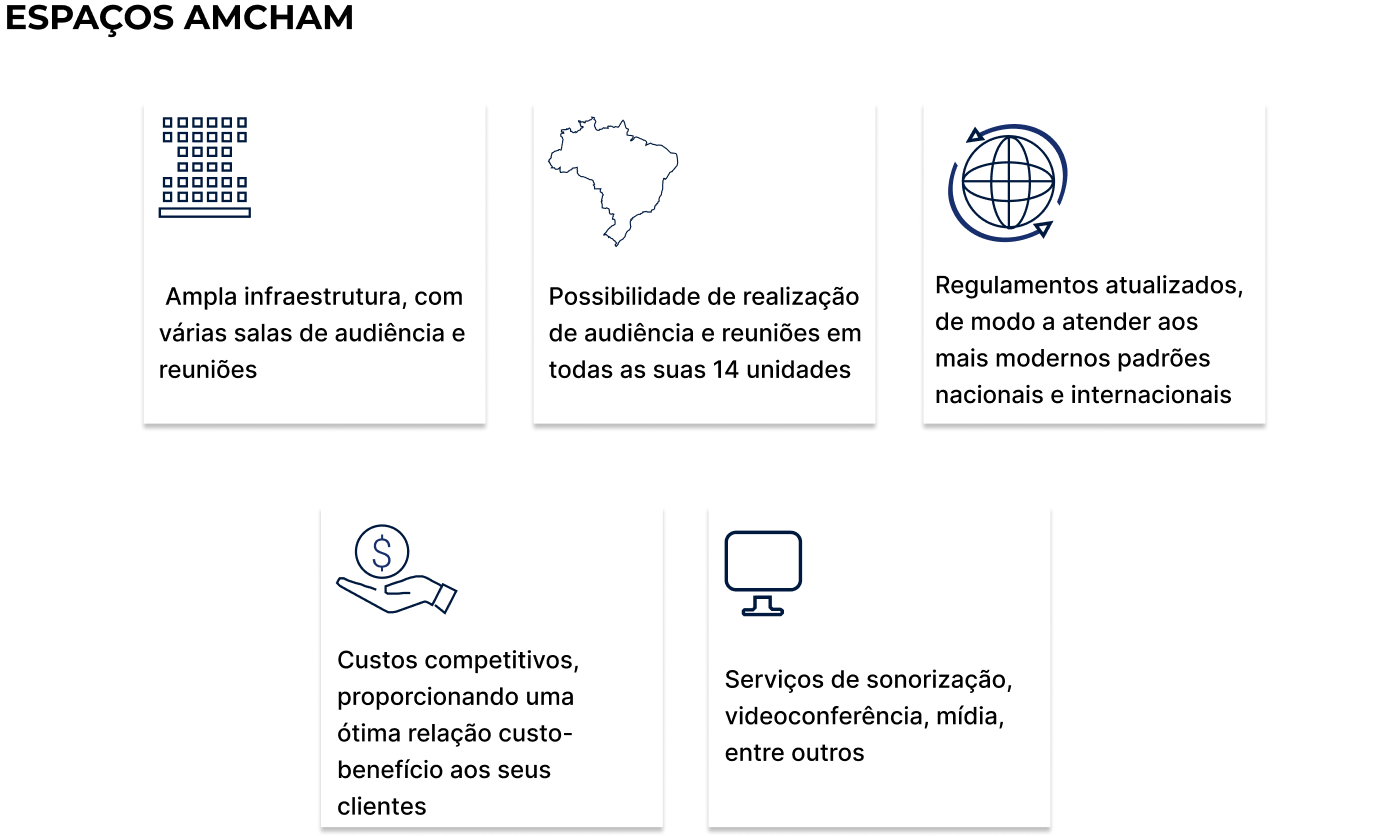 ESPAÇOS AMCHAM
Ampla infraestrutura, com
várias salas de audiência e
reuniões
Possibilidade de realização
de audiência e reuniões em
todas as suas 14 unidades
Regulamentos atualizados,
de modo a atender aos
mais modernos padrões
nacionais e internacionais
$
Custos competitivos,
proporcionando uma
ótima relação custo-
benefício aos seus
clientes
Serviços de sonorização,
videoconferência, mídia,
entre outros